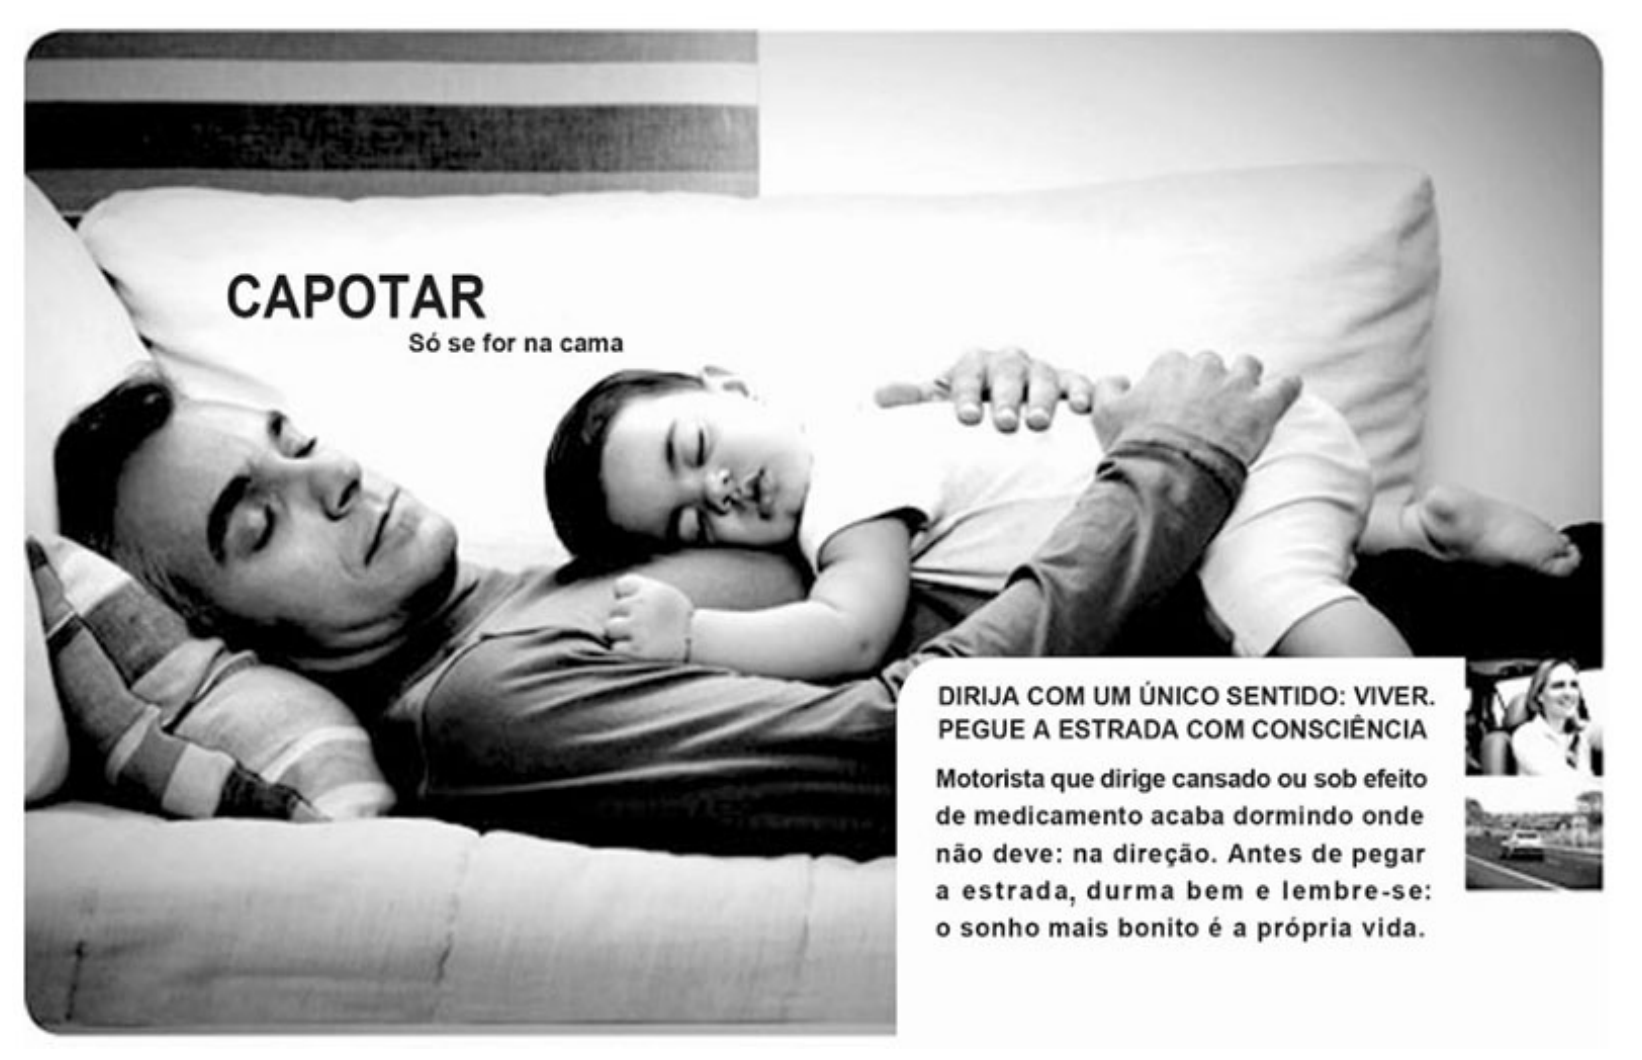 CAPOTAR
Só se for na cama
DIRIJA COM UM ÚNICO SENTIDO: VIVER.
PEGUE A ESTRADA COM CONSCIÊNCIA
Motorista que dirige cansado ou sob efeito
de medicamento acaba dormindo onde
não deve: na direção. Antes de pegar
a estrada, durma bem e lembre-se:
o sonho mais bonito é a própria vida.